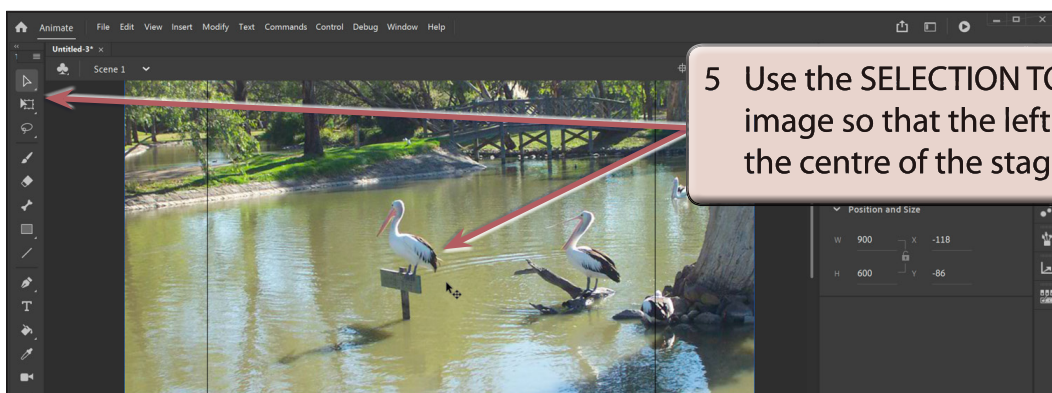 Animate File Edit View Insert Modify Text Commands Control Debug Window Help
Untitled-3* ×
Scene 1
5 Use the SELECTION TO
image so that the left
the centre of the stag
Position and Size
W 900 X -118
H 600 Y -86